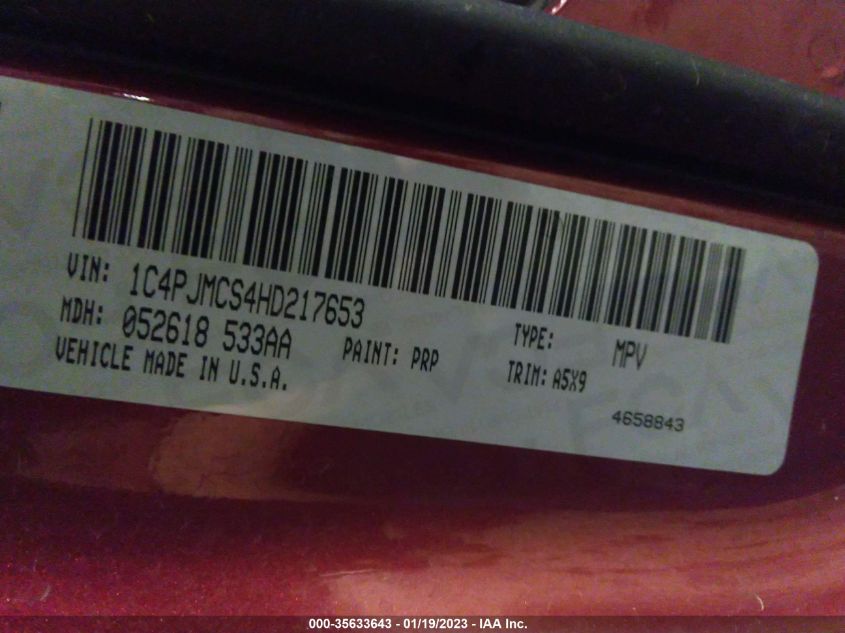 VIN: 1C4PJMCS4HD217653
MDH: 052618 533AA
PAINT: PRP
TYPE: MPV
TRIM: A5X9
VEHICLE MADE IN U.S.A.
4658843
000-35633643 - 01/19/2023 - IAA Inc.